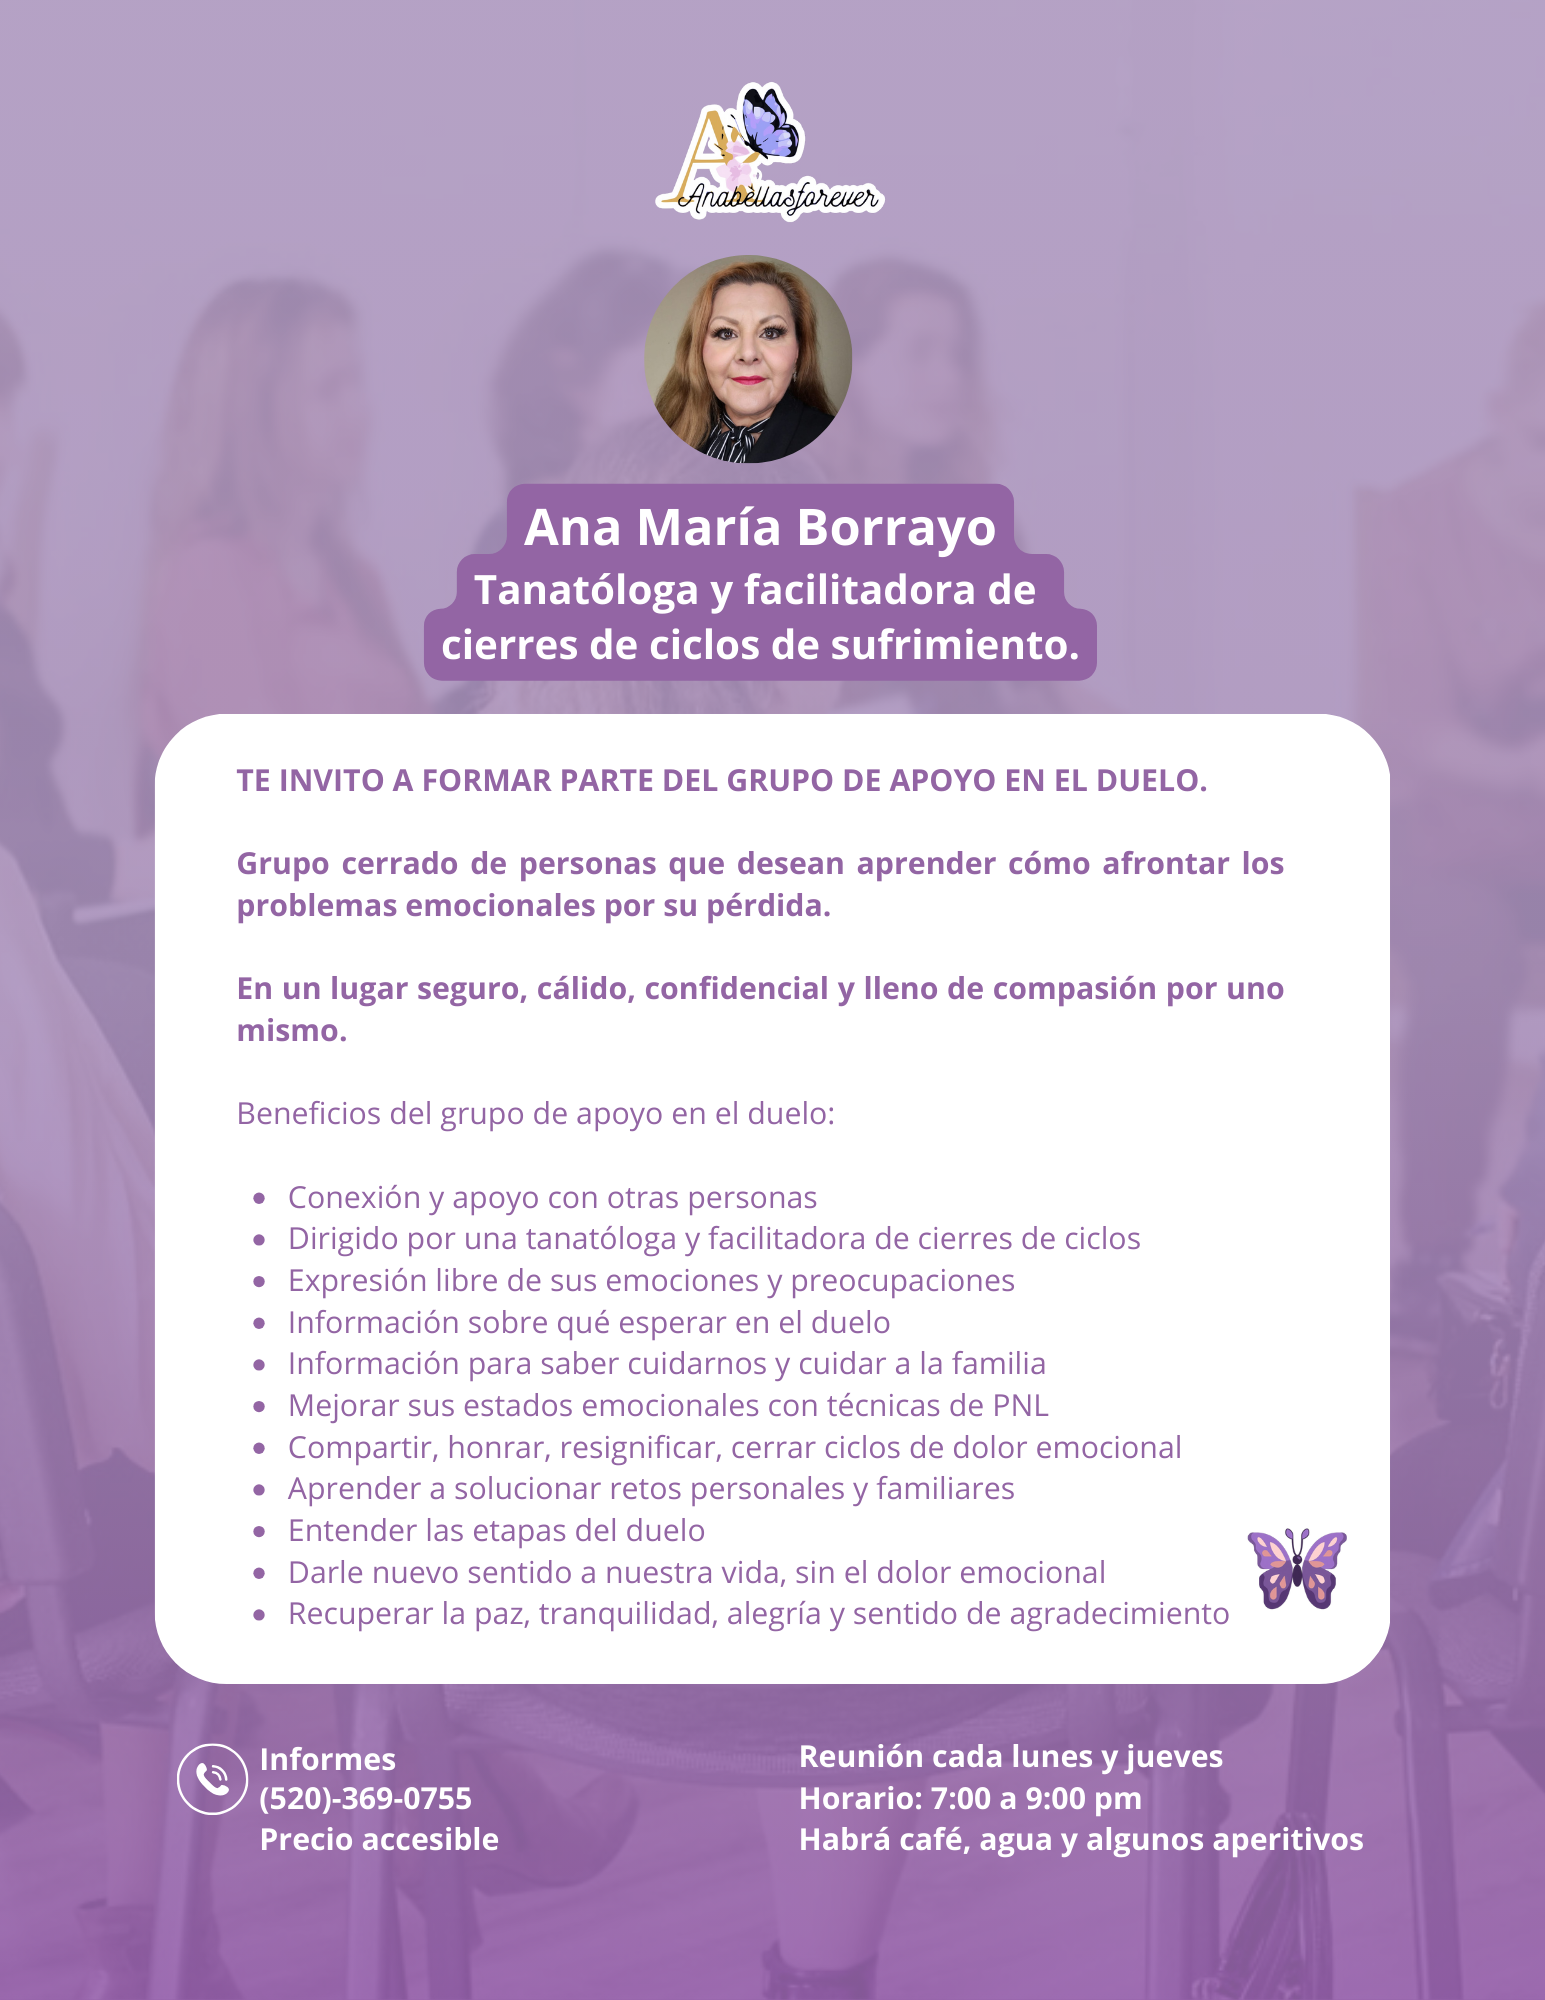 Anabèllasforever
Ana María Borrayo
Tanatóloga y facilitadora de
cierres de ciclos de sufrimiento.
TE INVITO A FORMAR PARTE DEL GRUPO DE APOYO EN EL DUELO.
Grupo cerrado de personas que desean aprender cómo afrontar los
problemas emocionales por su pérdida.
En un lugar seguro, cálido, confidencial y lleno de compasión por uno
mismo.
Beneficios del grupo de apoyo en el duelo:
• Conexión y apoyo con otras personas
• Dirigido por una tanatóloga y facilitadora de cierres de ciclos
• Expresión libre de sus emociones y preocupaciones
• Información sobre qué esperar en el duelo
• Información para saber cuidarnos y cuidar a la familia
• Mejorar sus estados emocionales con técnicas de PNL
• Compartir, honrar, resignificar, cerrar ciclos de dolor emocional
• Aprender a solucionar retos personales y familiares
• Entender las etapas del duelo
• Darle nuevo sentido a nuestra vida, sin el dolor emocional
• Recuperar la paz, tranquilidad, alegría y sentido de agradecimiento
Informes
(520)-369-0755
Precio accesible
Reunión cada lunes y jueves
Horario: 7:00 a 9:00 pm
Habrá café, agua y algunos aperitivos